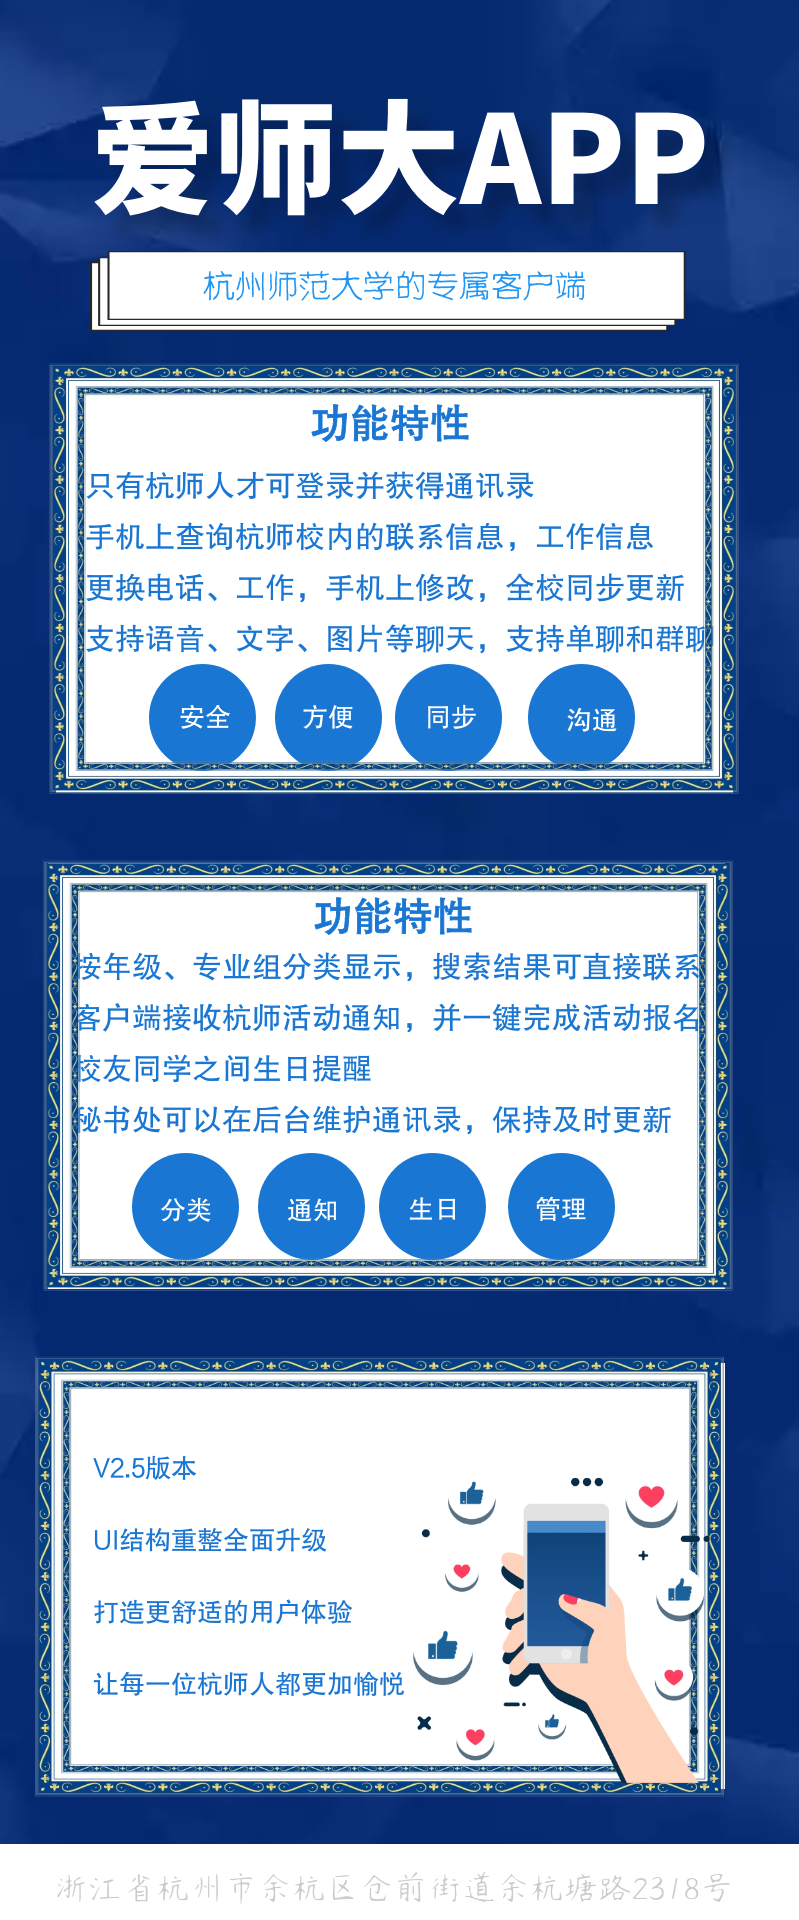 爱师大APP
杭州师范大学的专属客户端
功能特性
只有杭师人才可登录并获得通讯录
手机上查询杭师校内的联系信息，工作信息
更换电话、工作，手机上修改，全校同步更新
支持语音、文字、图片等聊天，支持单聊和群聊
安全 方便 同步 沟通
功能特性
按年级、专业组分类显示，搜索结果可直接联系
客户端接收杭师活动通知，并一键完成活动报名
校友同学之间生日提醒
秘书处可以在后台维护通讯录，保持及时更新
分类 通知 生日 管理
V2.5版本
UI结构重整全面升级
打造更舒适的用户体验
让每一位杭师人都更加愉悦
浙江省杭州市余杭区仓前街道余杭塘路2318号